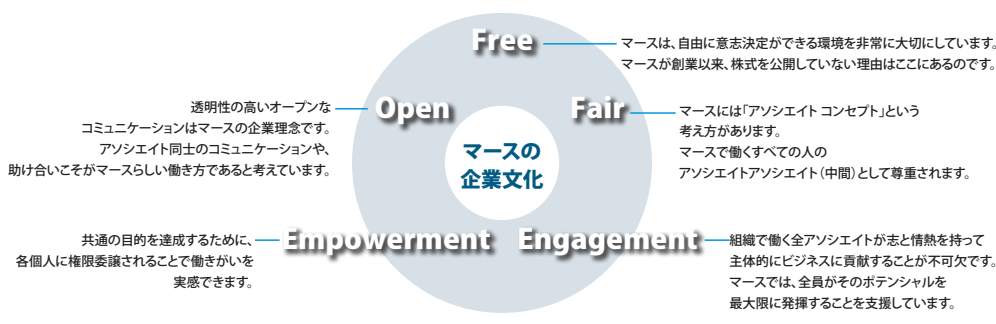 Free
マースは、自由に意志決定ができる環境を非常に大切にしています。
マースが創業以来、株式を公開していない理由はここにあるのです。
Open
透明性の高いオープンな
コミュニケーションはマースの企業理念です。
アソシエイト同士のコミュニケーションや、
助け合いこそがマースらしい働き方であると考えています。
Fair
マースには「アソシエイト コンセプト」という
考え方があります。
マースで働くすべての人の
アソシエイトアソシエイト（中間）として尊重されます。
マースの
企業文化
Empowerment
共通の目的を達成するために、
各個人に権限委譲されることで働きがいを
実感できます。
Engagement
組織で働く全アソシエイトが志と情熱を持って
主体的にビジネスに貢献することが不可欠です。
マースでは、全員がそのポテンシャルを
最大限に発揮することを支援しています。